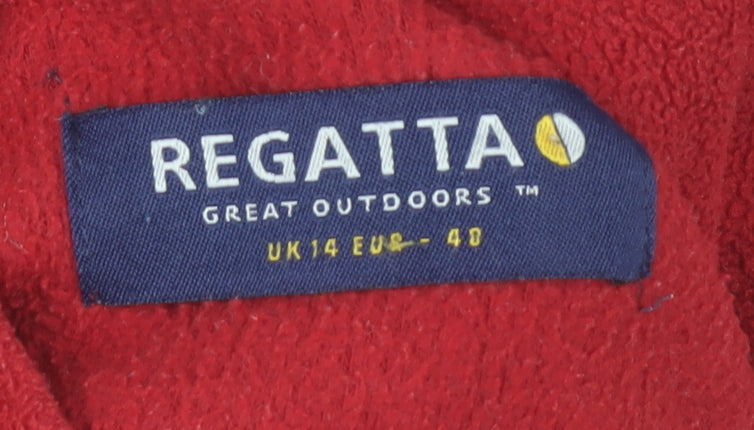 REGATTA
GREAT OUTDOORS ™
UK 14 EUR - 40